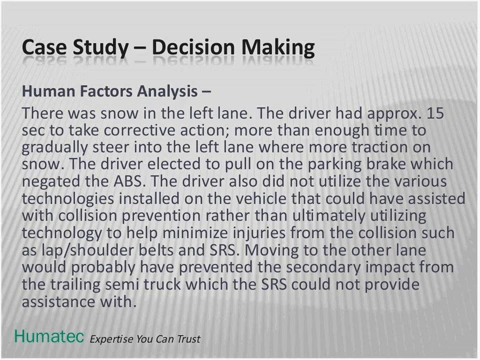 Case Study – Decision Making
Human Factors Analysis –
There was snow in the left lane. The driver had approx. 15
sec to take corrective action; more than enough time to
gradually steer into the left lane where more traction on
snow. The driver elected to pull on the parking brake which
negated the ABS. The driver also did not utilize the various
technologies installed on the vehicle that could have assisted
with collision prevention rather than ultimately utilizing
technology to help minimize injuries from the collision such
as lap/shoulder belts and SRS. Moving to the other lane
would probably have prevented the secondary impact from
the trailing semi truck which the SRS could not provide
assistance with.
Humatec Expertise You Can Trust